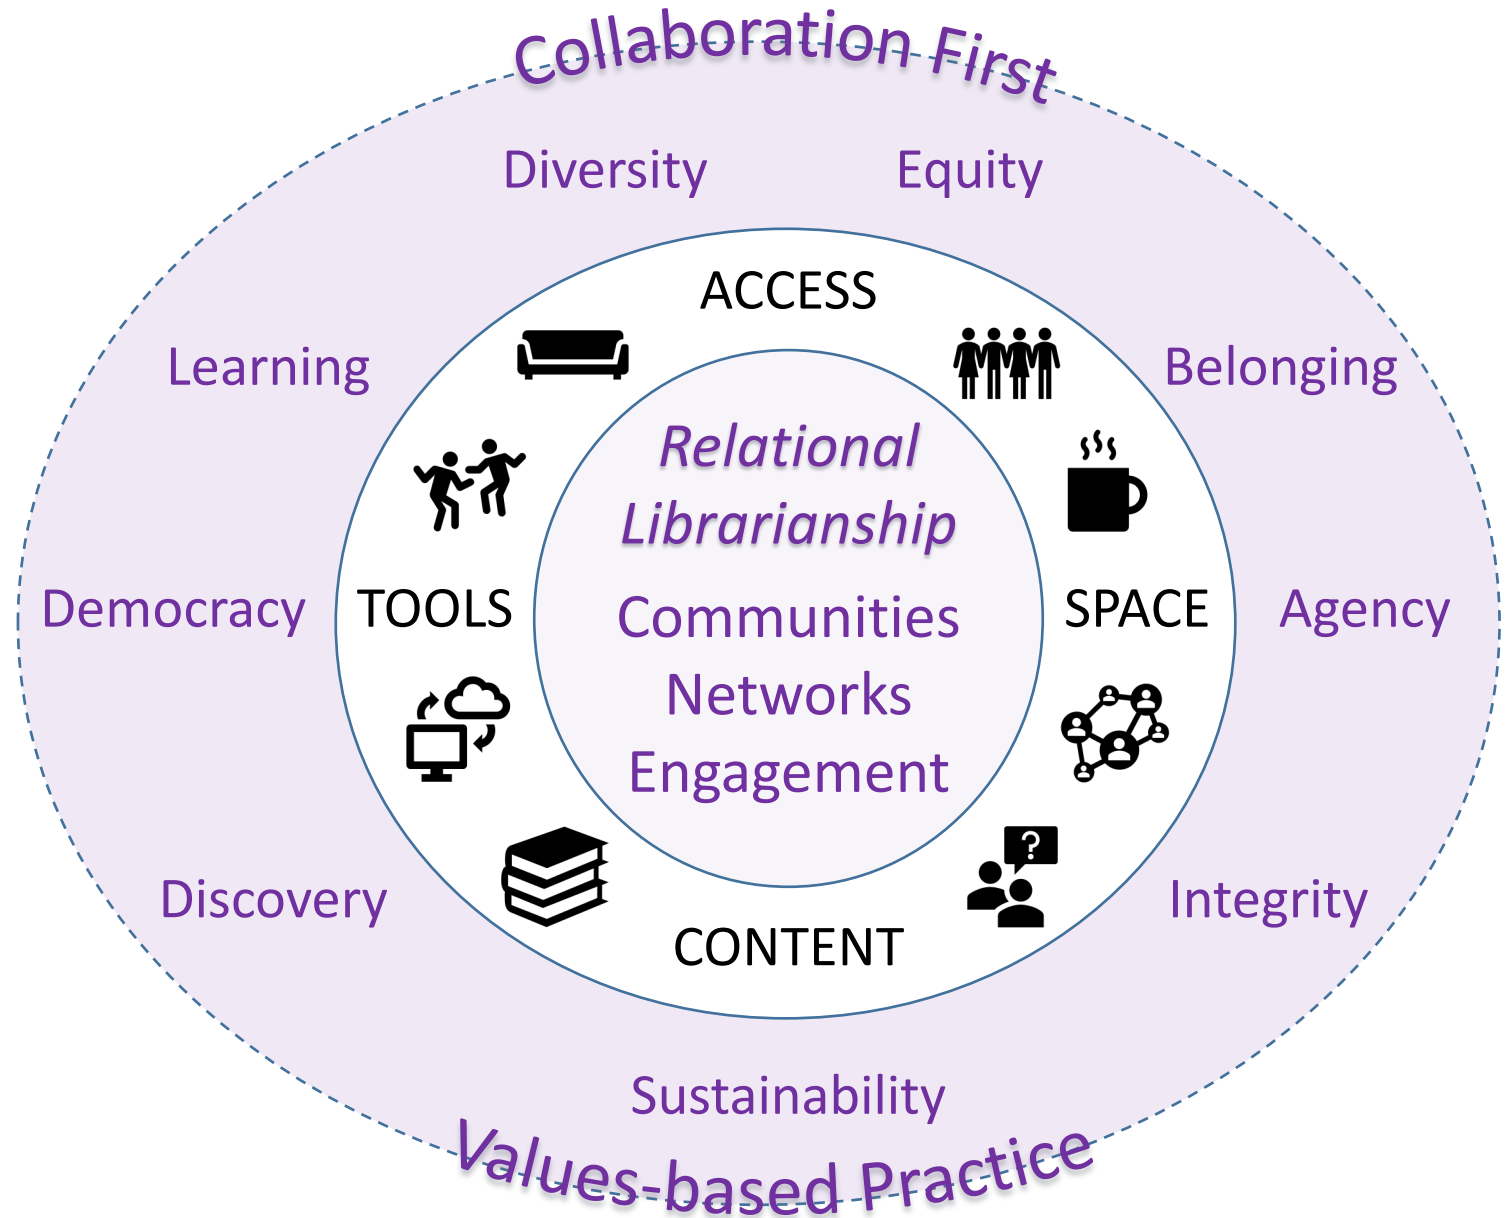 Collaboration First
Diversity
Equity
ACCESS
Learning
Belonging
Relational
Librarianship
Democracy
TOOLS
Communities
SPACE
Agency
Networks
Engagement
?
Discovery
Integrity
CONTENT
Sustainability
Values-based Practice